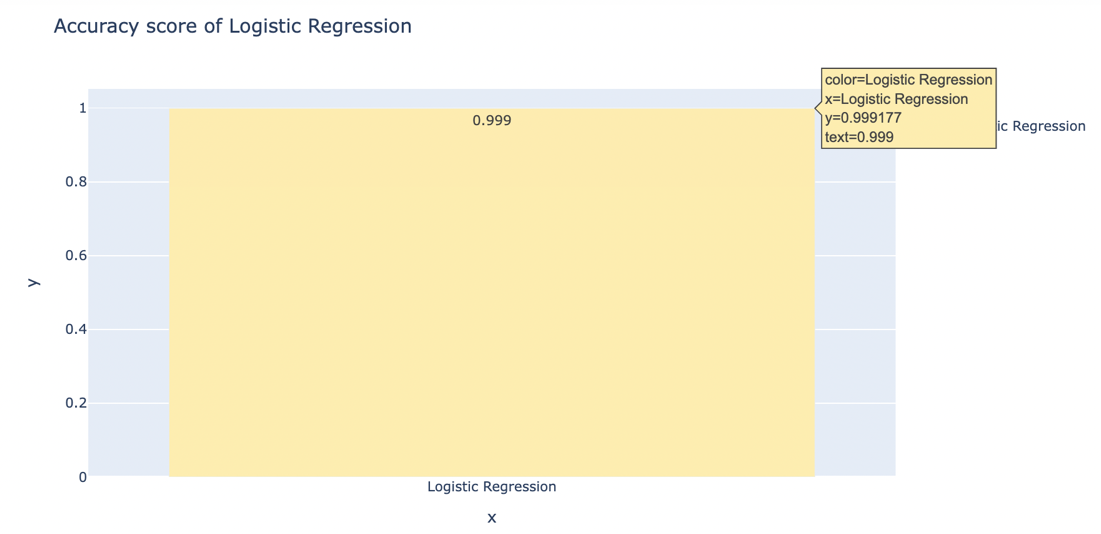 Accuracy score of Logistic Regression
color=Logistic Regression
x=Logistic Regression
y=0.999177
text=0.999
Regression
1
0.999
0.8
0.6
y
0.4
0.2
0
Logistic Regression
x